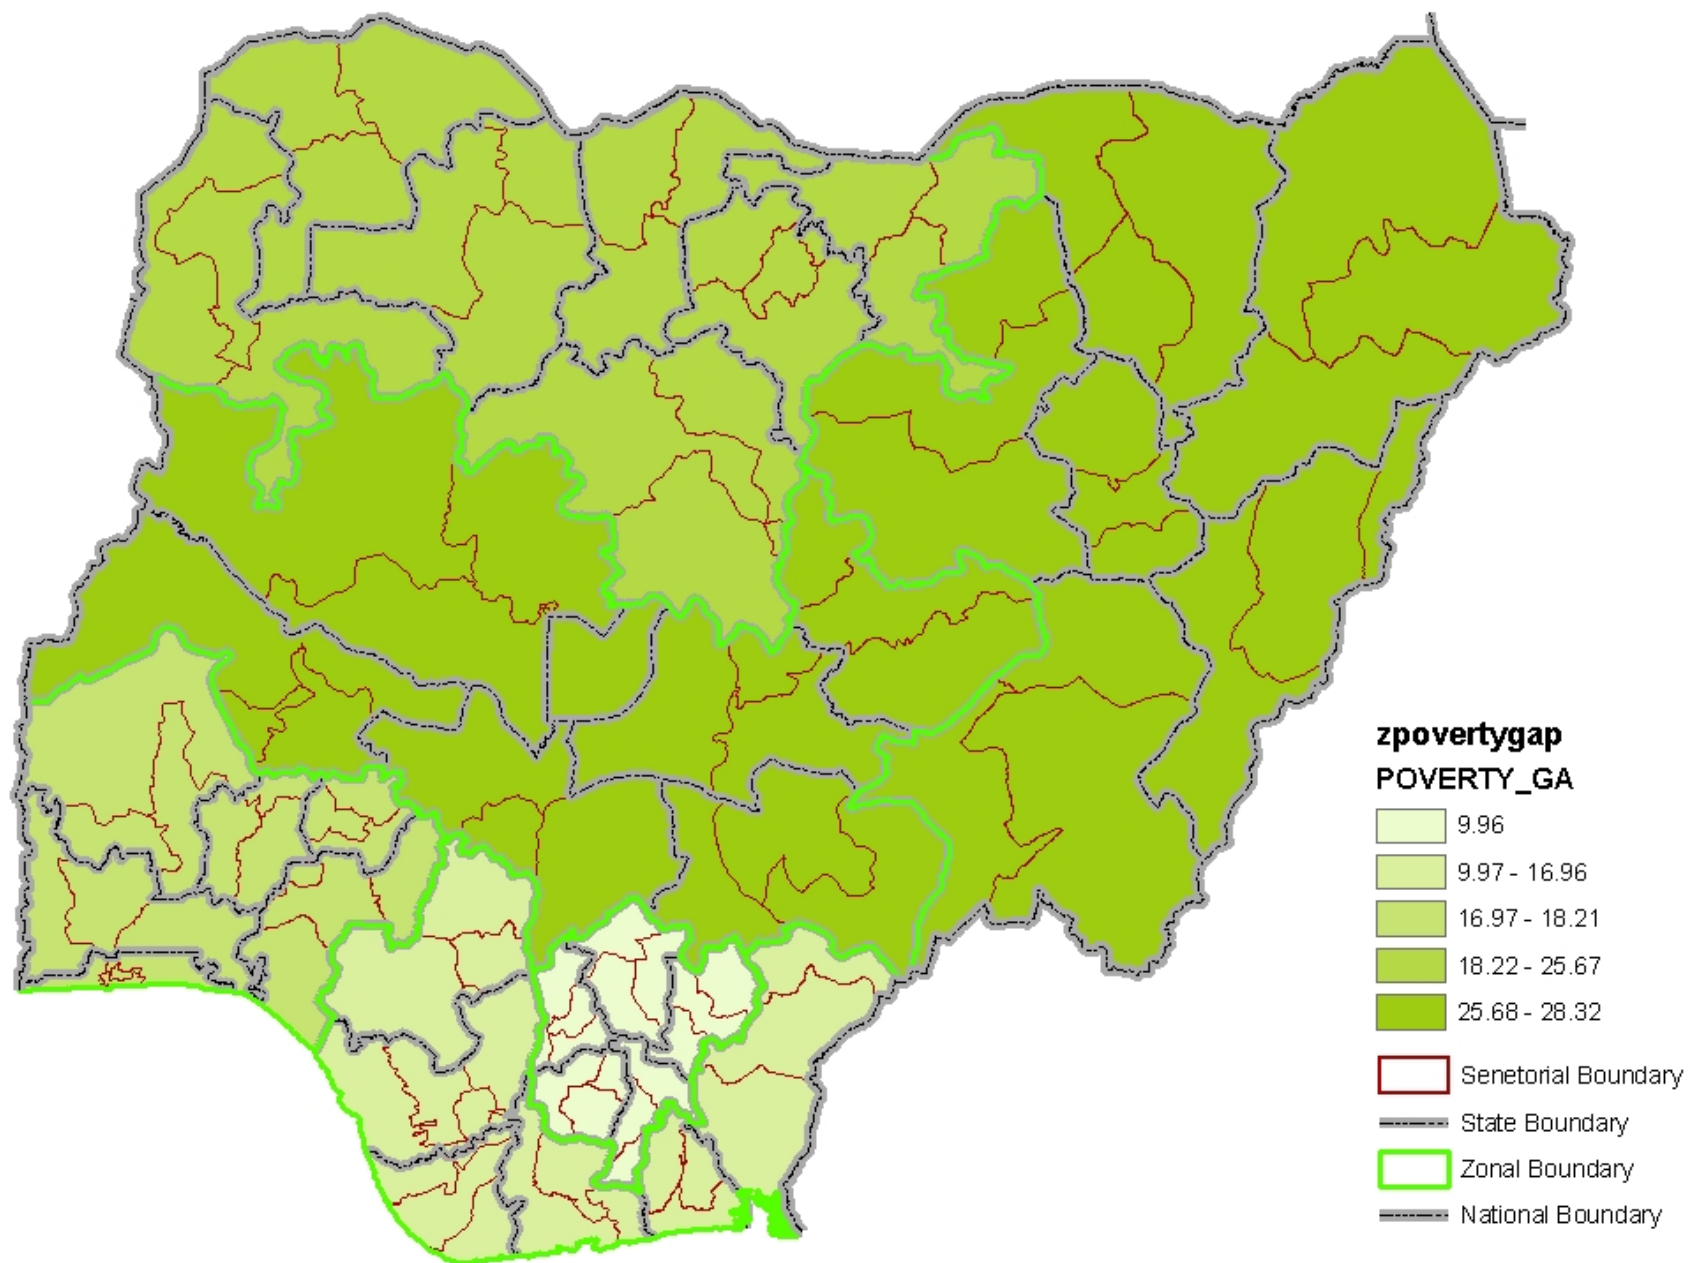 zpovertygap
POVERTY_GA
9.96
9.97 - 16.96
16.97 - 18.21
18.22 - 25.67
25.68 - 28.32
Senetorial Boundary
State Boundary
Zonal Boundary
National Boundary